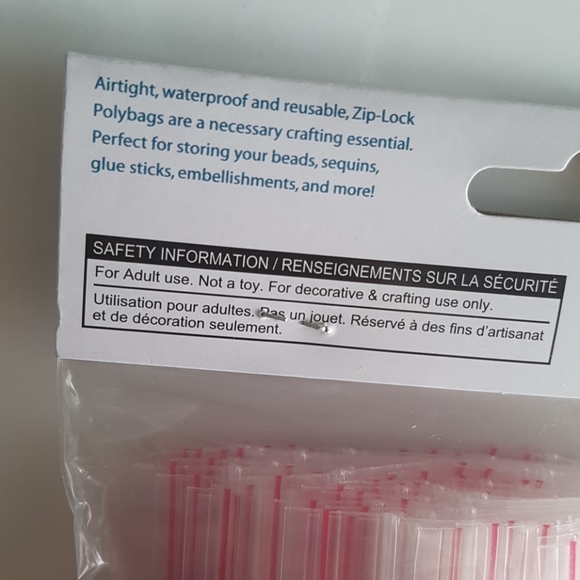 Airtight, waterproof and reusable, Zip-Lock
Polybags are a necessary crafting essential.
Perfect for storing your beads, sequins,
glue sticks, embellishments, and more!
SAFETY INFORMATION / RENSEIGNEMENTS SUR LA SÉCURITÉ
For Adult use. Not a toy. For decorative & crafting use only.
Utilisation pour adultes. Pas un jouet. Réservé à des fins d'artisanat
et de décoration seulement.